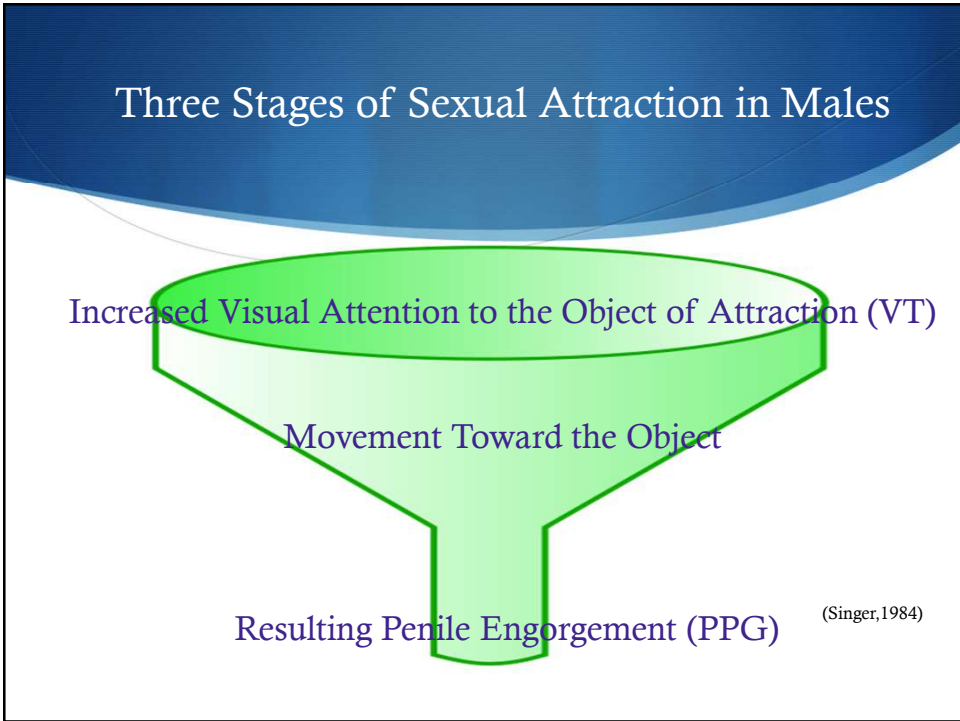 Three Stages of Sexual Attraction in Males
Increased Visual Attention to the Object of Attraction (VT)
Movement Toward the Object
Resulting Penile Engorgement (PPG)
(Singer,1984)